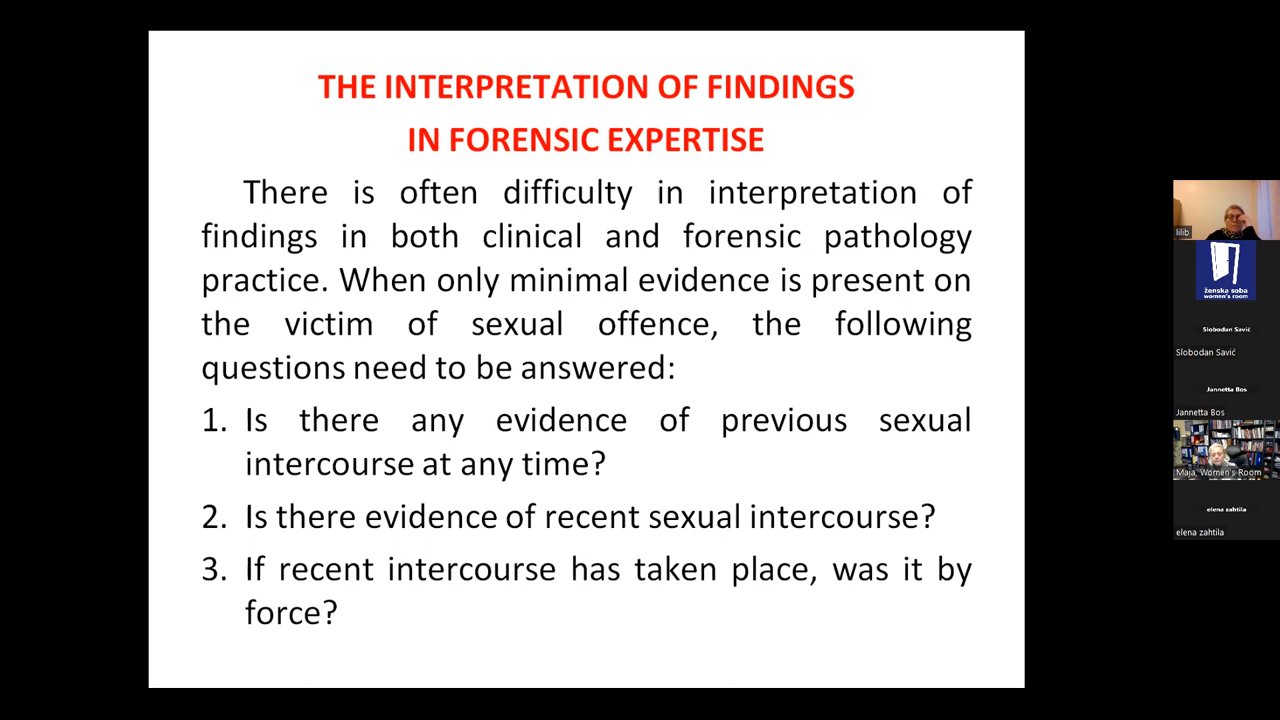 THE INTERPRETATION OF FINDINGS
IN FORENSIC EXPERTISE
There is often difficulty in interpretation of
findings in both clinical and forensic pathology
practice. When only minimal evidence is present on
the victim of sexual offence, the following
questions need to be answered:
1. Is there any evidence of previous sexual
intercourse at any time?
2. Is there evidence of recent sexual intercourse?
3. If recent intercourse has taken place, was it by
force?
lilib
ženska soba
women's room
Slobodan Savić
Slobodan Savić
Jannetta Bos
Jannetta Bos
Maja, Women's Room
elena zahtila
elena zahtila